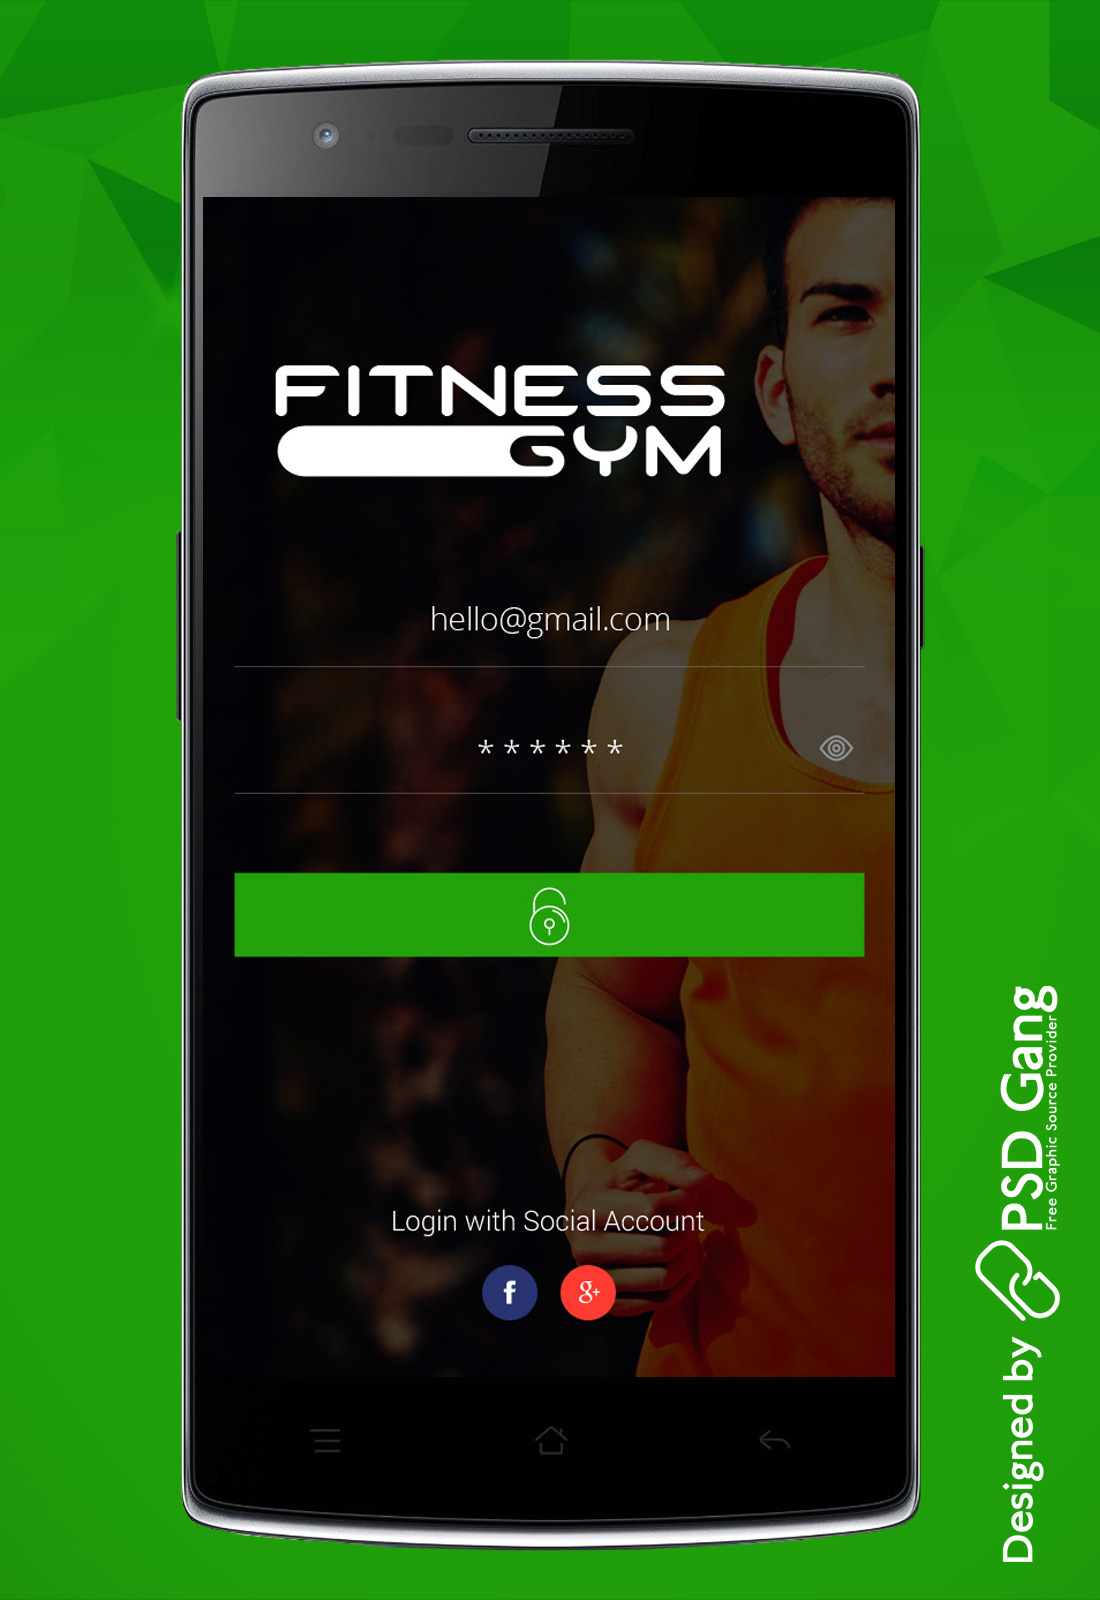 FITNESS
GYM
hello@gmail.com
******
Login with Social Account
f
g+
Designed by PSD Gang
Free Graphic Source Provider